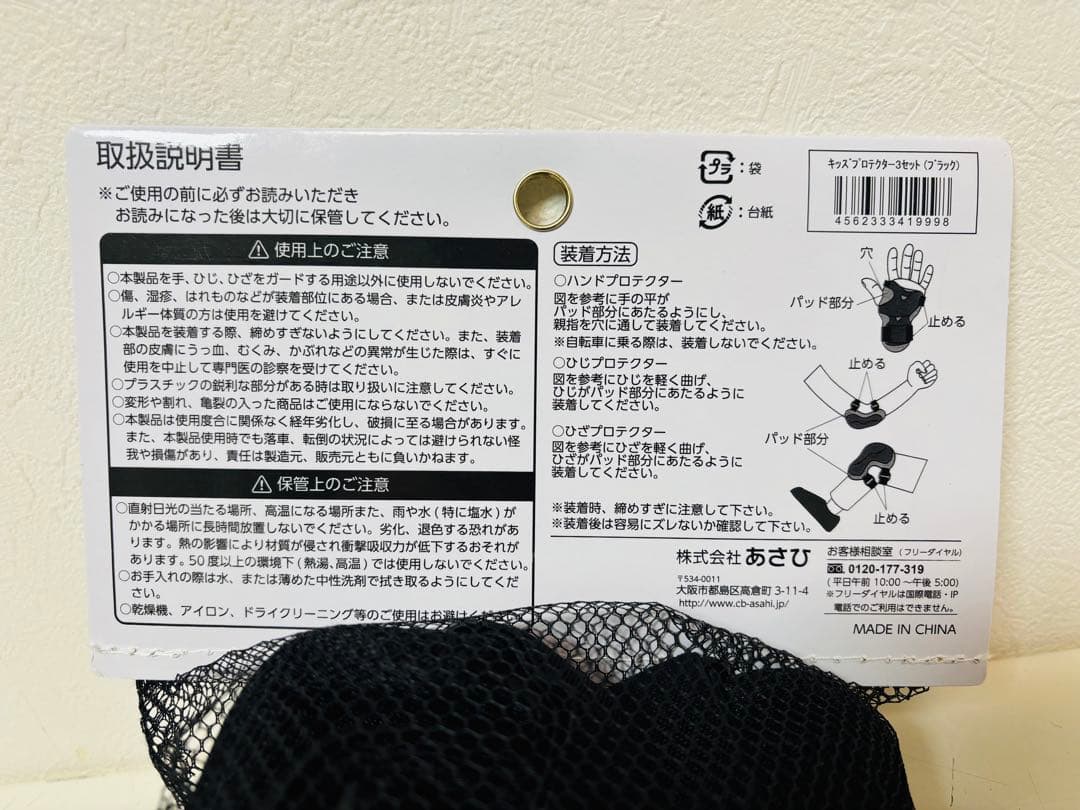 取扱説明書
※ご使用の前に必ずお読みいただき
お読みになった後は大切に保管してください。
⚠ 使用上のご注意
○本製品を手、ひじ、ひざをガードする用途以外に使用しないでください。
○傷、湿疹、はれものなどが装着部位にある場合、または皮膚炎やアレ
ルギー体質の方は使用を避けてください。
○本製品を装着する際、締めすぎないようにしてください。また、装着
部の皮膚にうっ血、むくみ、かぶれなどの異常が生じた際は、すぐに
使用を中止して専門医の診察を受けてください。
○プラスチックの鋭利な部分がある時は取り扱いに注意してください。
○変形や割れ、亀裂の入った商品はご使用にならないでください。
○本製品は使用度合に関係なく経年劣化し、破損に至る場合があります。
また、本製品使用時でも落車、転倒の状況によっては避けられない怪
我や損傷があり、責任は製造元、販売元ともに負いかねます。
⚠ 保管上のご注意
○直射日光の当たる場所、高温になる場所また、雨や水(特に塩水)が
かかる場所に長時間放置しないでください。劣化、退色する恐れがあ
ります。熱の影響により材質が侵され衝撃吸収力が低下するおそれが
あります。50度以上の環境下(熱湯、高温)では使用しないでください。
○お手入れの際は水、または薄めた中性洗剤で拭き取るようにしてくだ
さい。
○乾燥機、アイロン、ドライクリーニング等のご使用はお避けください。
プラ:袋
紙:台紙
キッズプロテクター3セット(ブラック)
4562333419998
装着方法
○ハンドプロテクター
図を参考に手の平が
パッド部分にあたるようにし、
親指を穴に通して装着してください。
※自転車に乗る際は、装着しないでください。
穴
パッド部分
止める
○ひじプロテクター
図を参考にひじを軽く曲げ、
ひじがパッド部分にあたるように
装着してください。
止める
パッド部分
○ひざプロテクター
図を参考にひざを軽く曲げ、
ひざがパッド部分にあたるように
装着してください。
止める
※装着時、締めすぎに注意して下さい。
※装着後は容易にズレないか確認して下さい。
株式会社 あさひ
〒534-0011
大阪市都島区高倉町 3-11-4
http://www.cb-asahi.jp/
お客様相談室(フリーダイヤル)
0120-177-319
(平日午前 10:00～午後 5:00)
※フリーダイヤルは国際電話・IP
電話でのご利用はできません。
MADE IN CHINA